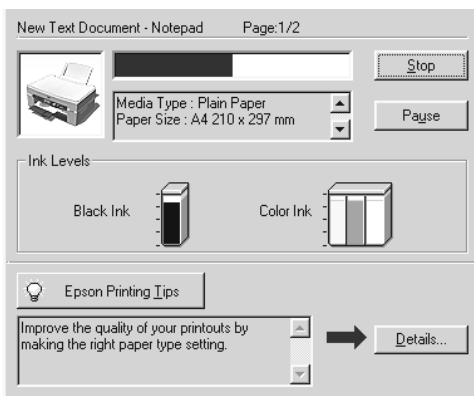 New Text Document - Notepad Page:1/2
Stop
Media Type : Plain Paper
Paper Size : A4 210 x 297 mm
Pause
Ink Levels
Black Ink Color Ink
Epson Printing Tips
Improve the quality of your printouts by
making the right paper type setting.
Details...